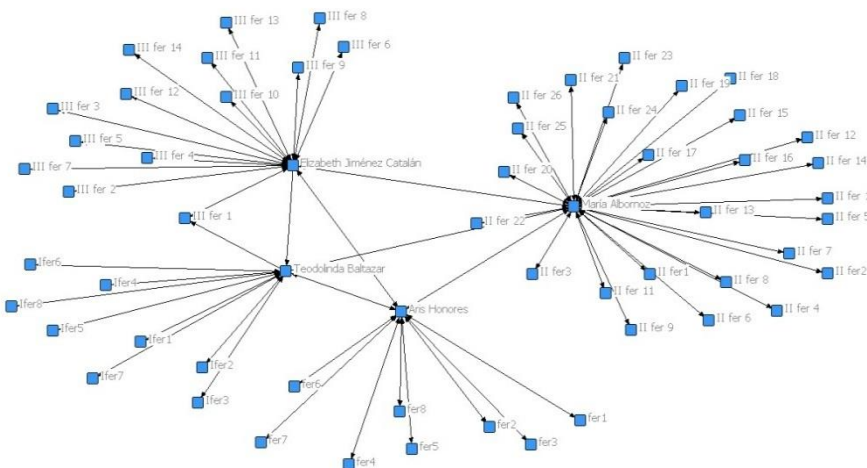 III fer 13
III fer 8
III fer 14
III fer 11
III fer 6
III fer 9
III fer 12
III fer 10
III fer 3
III fer 5
III fer 4
III fer 7
III fer 2
Elizabeth Jiménez Catalán
III fer 1
II fer 23
II fer 21
II fer 19
II fer 18
II fer 26
II fer 24
II fer 15
II fer 25
II fer 12
II fer 17
II fer 16
II fer 14
II fer 20
María Albornoz
II fer 13
II fer 5
II fer 22
II fer 7
II fer3
II fer1
II fer 8
II fer2
II fer 11
II fer 4
II fer 9
II fer 6
Ifer6
Teodolinda Baltazar
Ifer4
Ifer8
Ifer5
Ifer1
Ifer2
Ifer7
Ifer3
Aris Honores
fer6
fer8
fer1
fer2
fer7
fer5
fer3
fer4